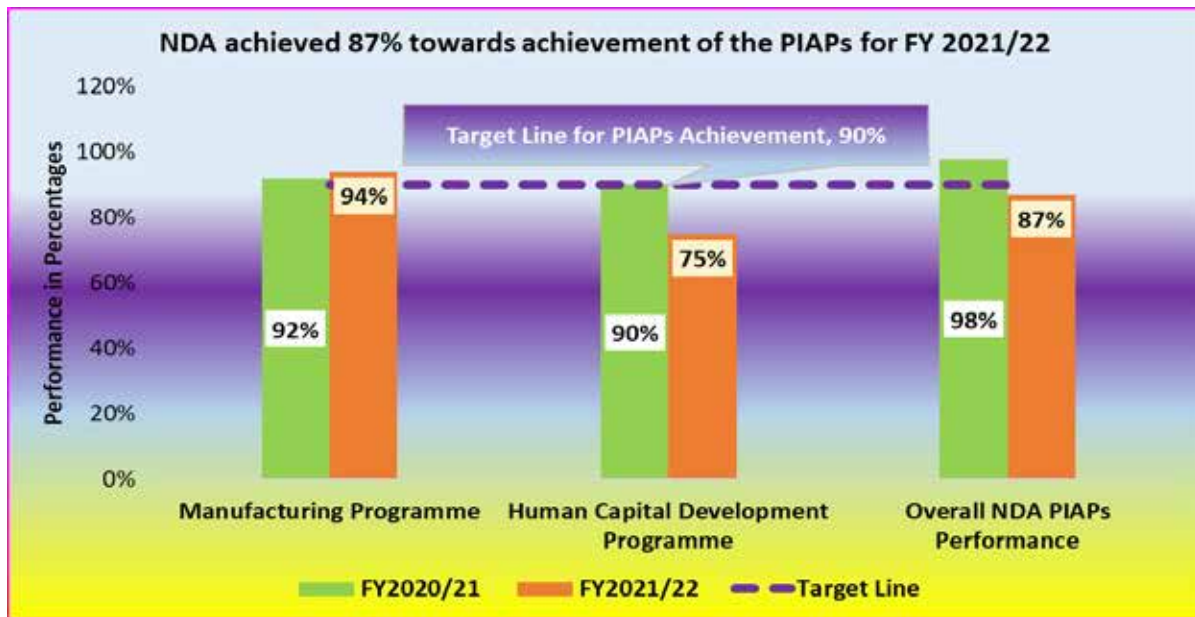 NDA achieved 87% towards achievement of the PIAPs for FY 2021/22
Performance in Percentages
120%
100%
80%
60%
40%
20%
0%
Target Line for PIAPs Achievement, 90%
92%
94%
90%
75%
98%
87%
Manufacturing Programme
Human Capital Development
Programme
Overall NDA PIAPs
Performance
FY2020/21
FY2021/22
Target Line